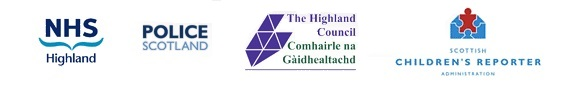 NHS
Highland
POLICE
SCOTLAND
The Highland
Council
Comhairle na
Gàidhealtachd
SCOTTISH
CHILDREN'S REPORTER
ADMINISTRATION